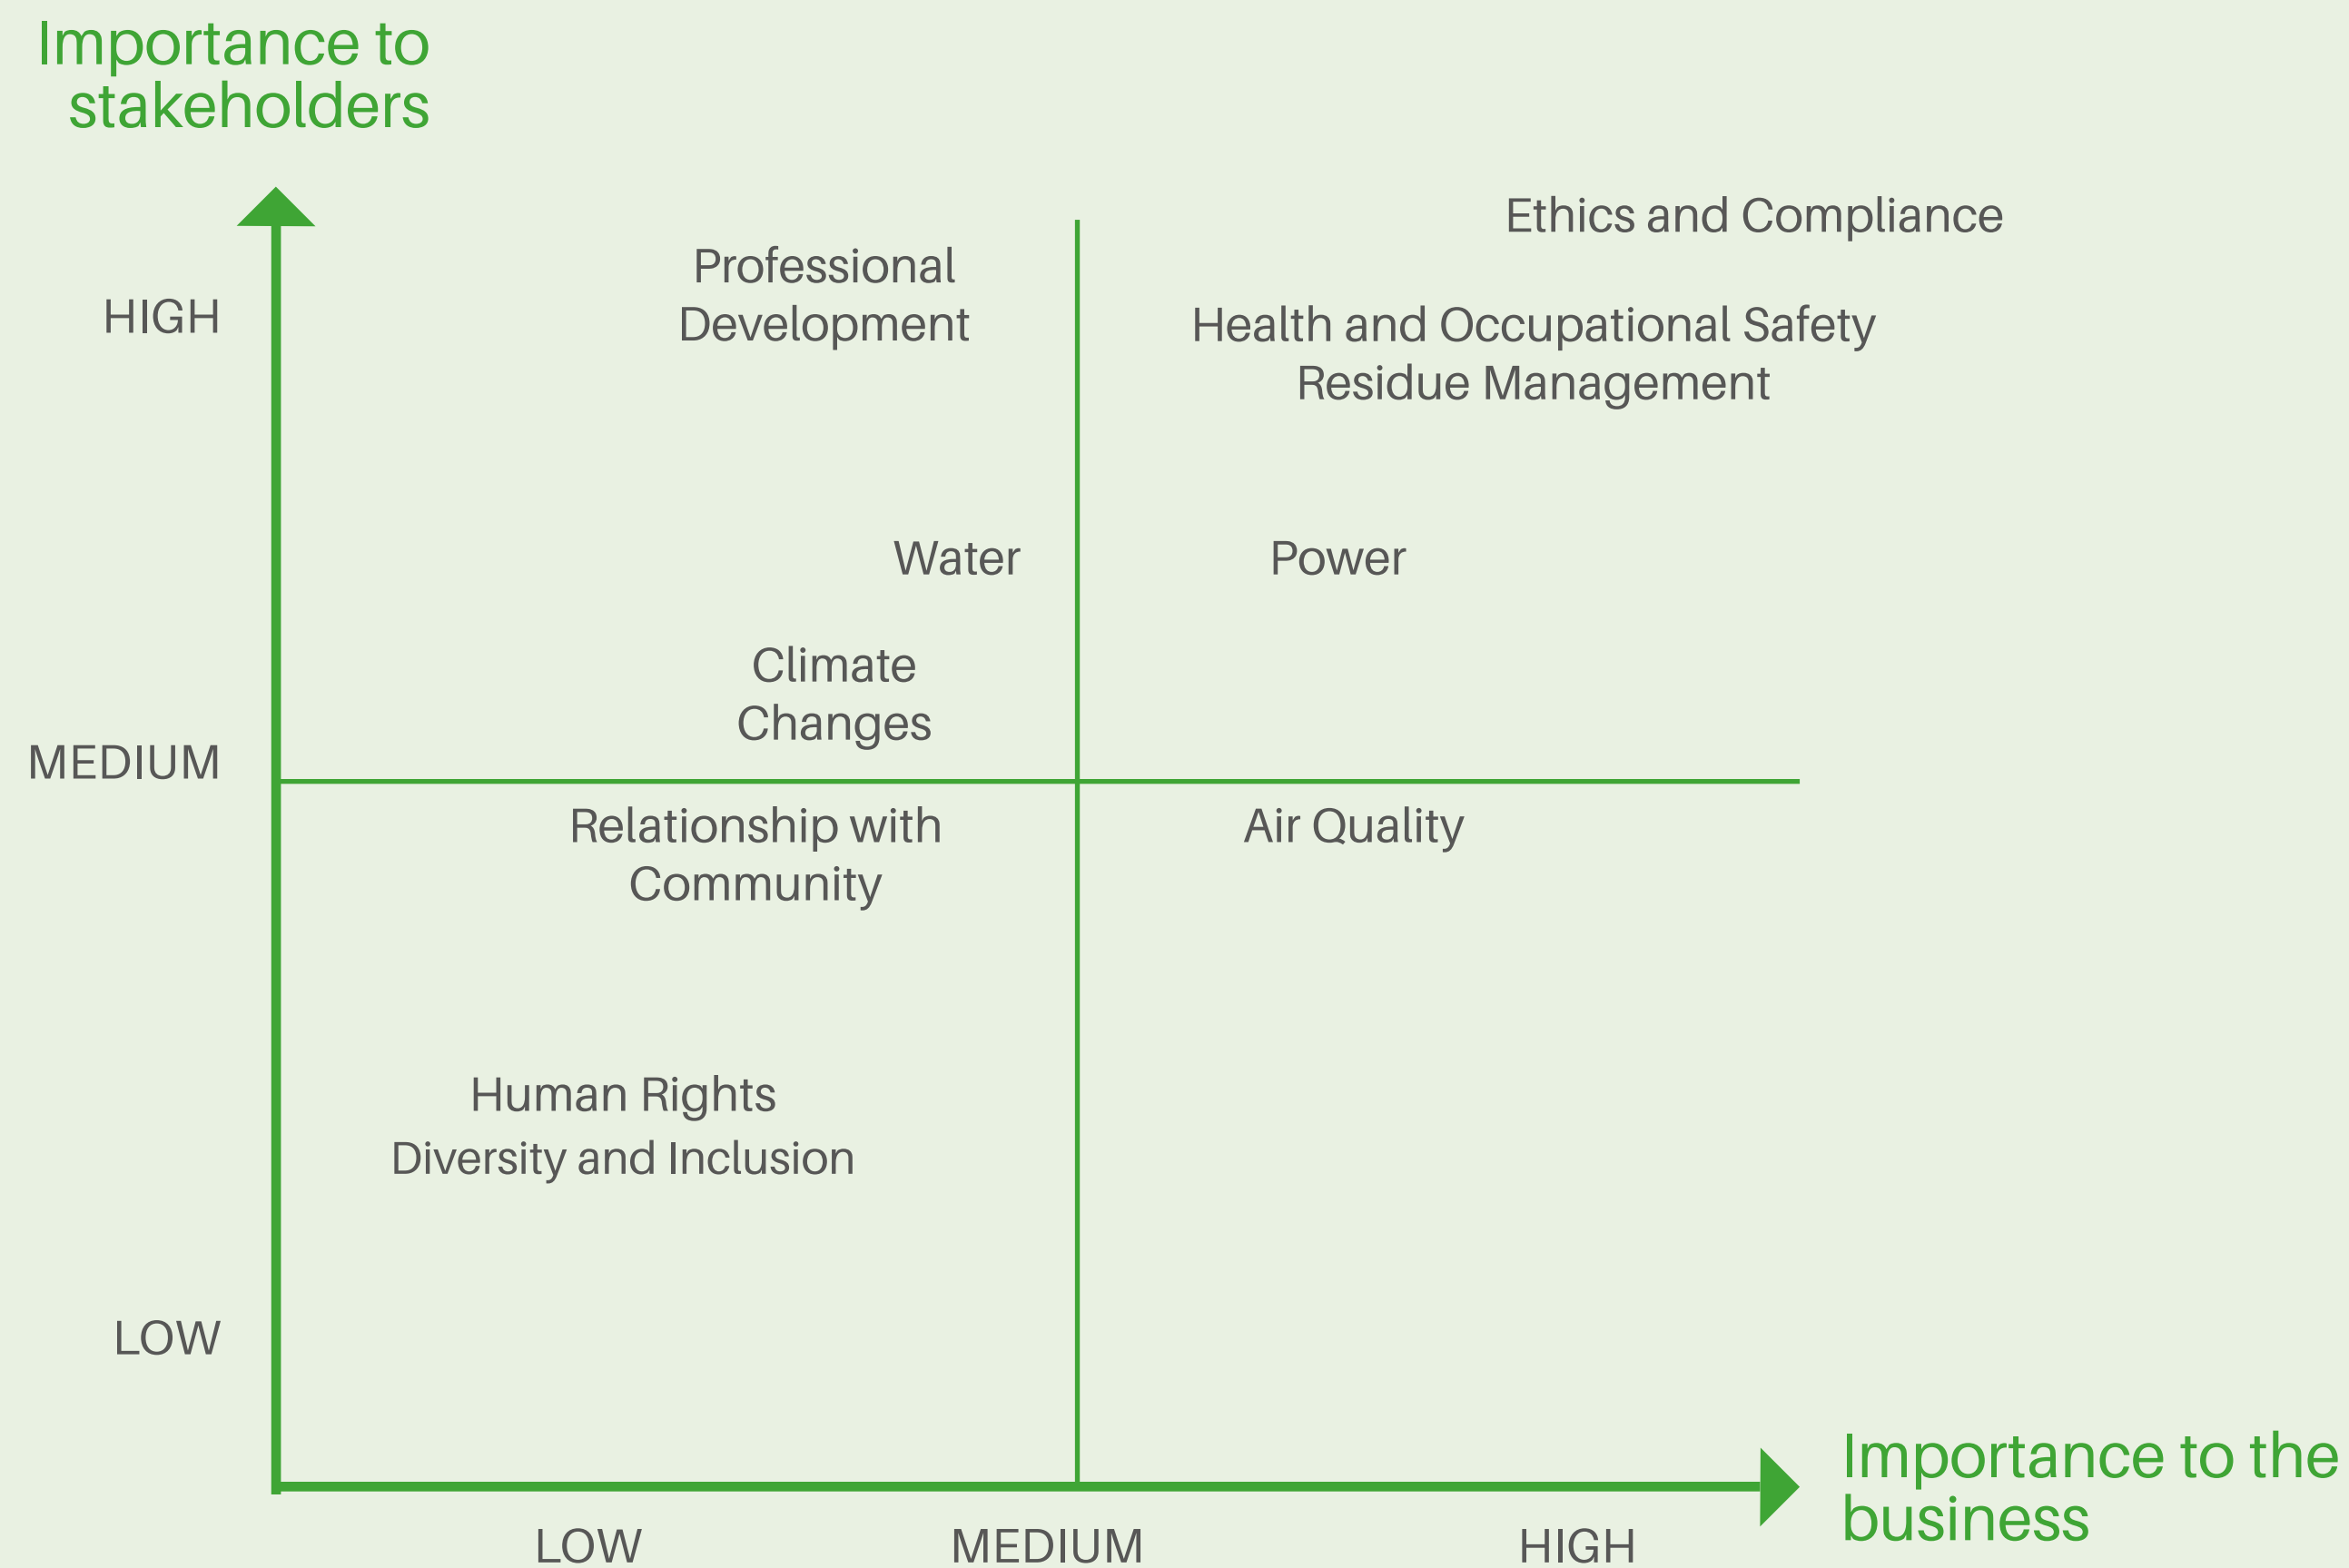 Importance to
stakeholders
Ethics and Compliance
Professional
Development
HIGH
Health and Occupational Safety
Residue Management
Water
Power
Climate
Changes
MEDIUM
Relationship with
Community
Air Quality
Human Rights
Diversity and Inclusion
LOW
Importance to the
business
LOW
MEDIUM
HIGH